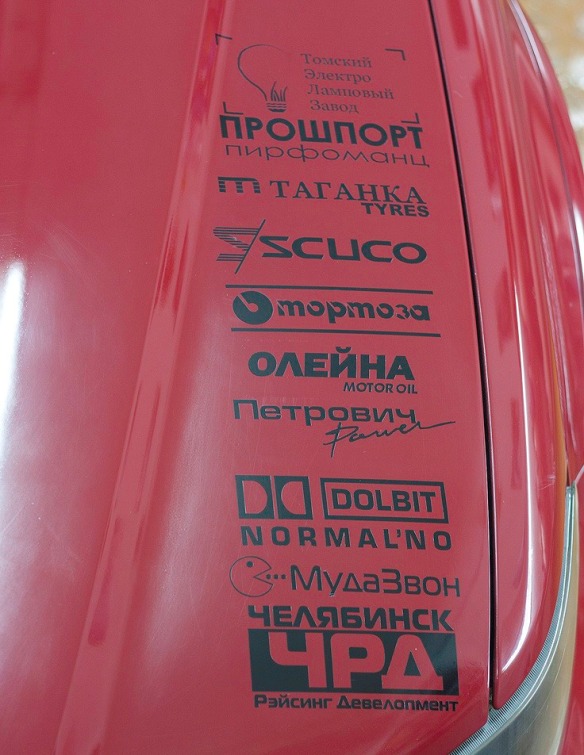 Томский
Электро
Ламповый
Завод
ПРОШПОРТ
пирфоманц
m ТАГАНКА
TYRES
SCUCO
тортоза
ОЛЕЙНА
MOTOR OIL
Петрович
Power
DOLBIT
NORMAL'NO
МудаЗвон
ЧЕЛЯБИНСК
ЧРД
Рэйсинг Девелопмент